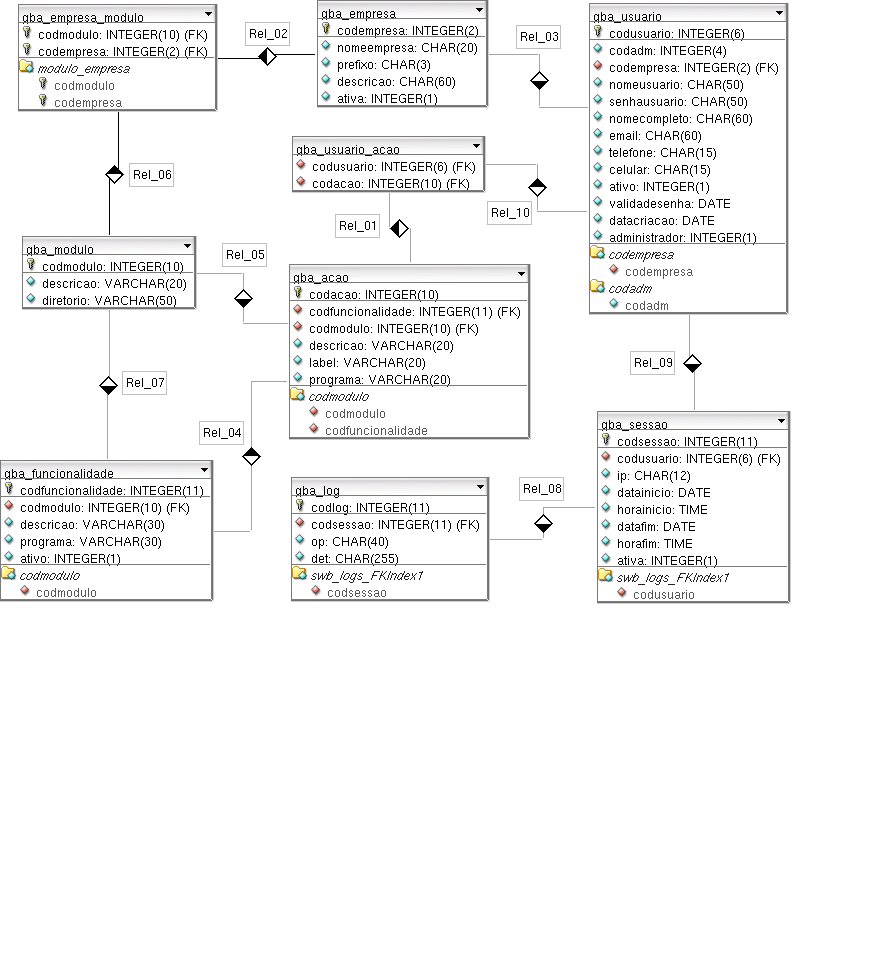 gba_empresa_modulo
codmodulo: INTEGER(10) (FK)
codempresa: INTEGER(2) (FK)
modulo_empresa
codmodulo
codempresa
Rel_02
gba_empresa
codempresa: INTEGER(2)
nomeempresa: CHAR(20)
prefixo: CHAR(3)
descricao: CHAR(60)
ativa: INTEGER(1)
Rel_03
gba_usuario
codusuario: INTEGER(6)
codadm: INTEGER(4)
codempresa: INTEGER(2) (FK)
nomeusuario: CHAR(50)
senhausuario: CHAR(50)
nomecompleto: CHAR(60)
email: CHAR(60)
telefone: CHAR(15)
celular: CHAR(15)
ativo: INTEGER(1)
validadesenha: DATE
datacriacao: DATE
administrador: INTEGER(1)
codempresa
codempresa
codadm
codadm
gba_usuario_acao
codusuario: INTEGER(6) (FK)
codacao: INTEGER(10) (FK)
Rel_06
Rel_10
Rel_01
gba_modulo
codmodulo: INTEGER(10)
descricao: VARCHAR(20)
diretorio: VARCHAR(50)
Rel_05
gba_acao
codacao: INTEGER(10)
codfuncionalidade: INTEGER(11) (FK)
codmodulo: INTEGER(10) (FK)
descricao: VARCHAR(20)
label: VARCHAR(20)
programa: VARCHAR(20)
codmodulo
codmodulo
codfuncionalidade
Rel_09
Rel_07
Rel_04
gba_funcionalidade
codfuncionalidade: INTEGER(11)
codmodulo: INTEGER(10) (FK)
descricao: VARCHAR(30)
programa: VARCHAR(30)
ativo: INTEGER(1)
codmodulo
codmodulo
gba_log
codlog: INTEGER(11)
codsessao: INTEGER(11) (FK)
op: CHAR(40)
det: CHAR(255)
swb_logs_FKIndex1
codsessao
Rel_08
gba_sessao
codsessao: INTEGER(11)
codusuario: INTEGER(6) (FK)
ip: CHAR(12)
datainicio: DATE
horainicio: TIME
datafim: DATE
horafim: TIME
ativa: INTEGER(1)
swb_logs_FKIndex1
codusuario